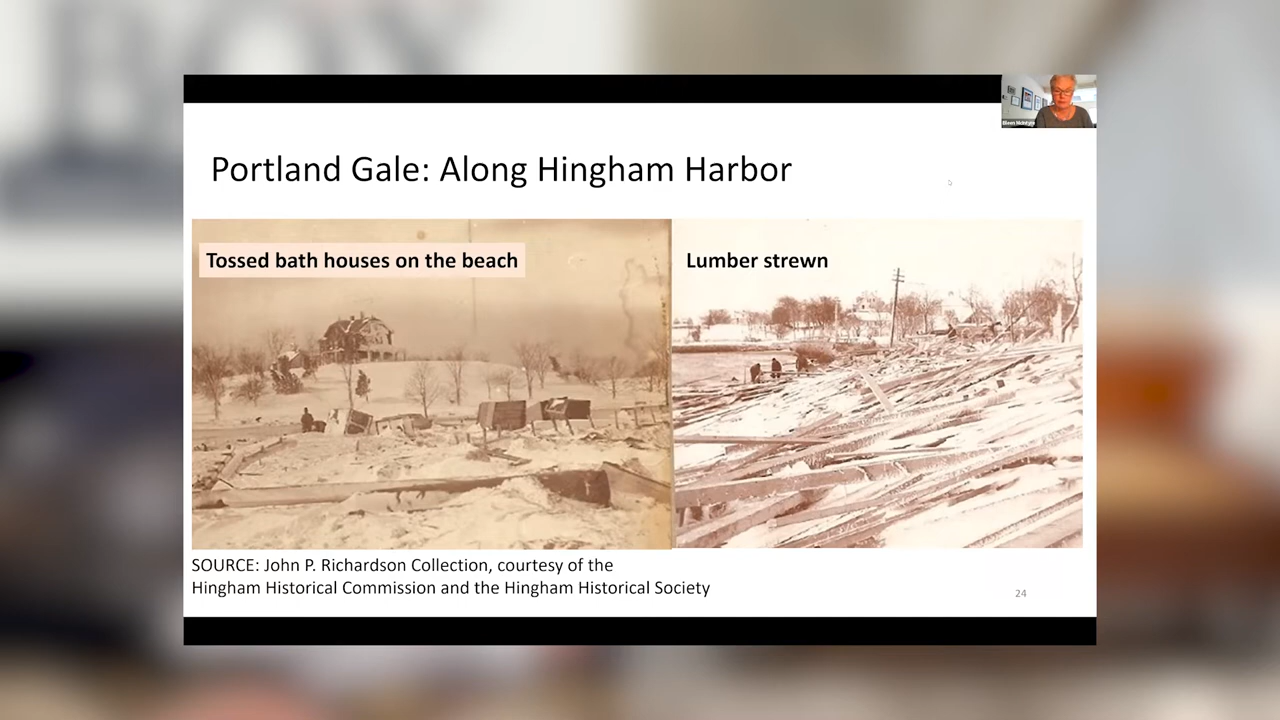 Portland Gale: Along Hingham Harbor
Tossed bath houses on the beach
Lumber strewn
SOURCE: John P. Richardson Collection, courtesy of the
Hingham Historical Commission and the Hingham Historical Society
24